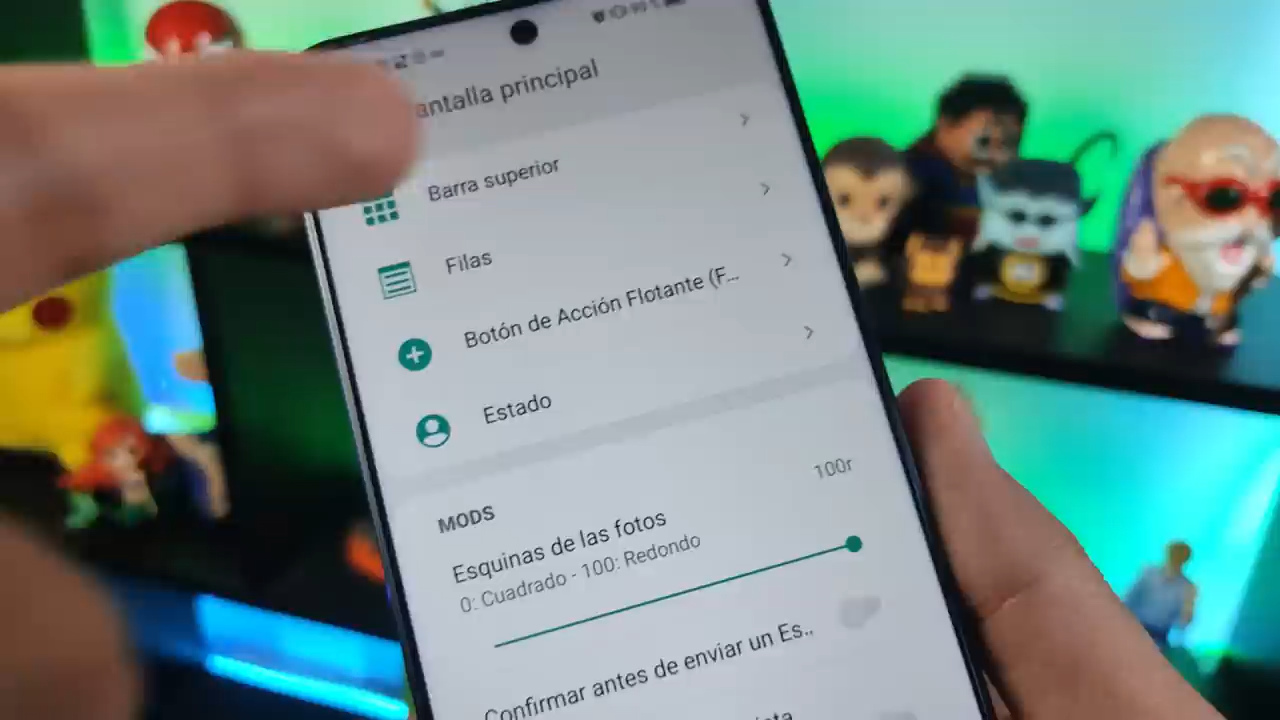 antalla principal
Barra superior
Filas
Botón de Acción Flotante (F...
Estado
MODS
100r
Esquinas de las fotos
0: Cuadrado - 100: Redondo
Confirmar antes de enviar un Es..